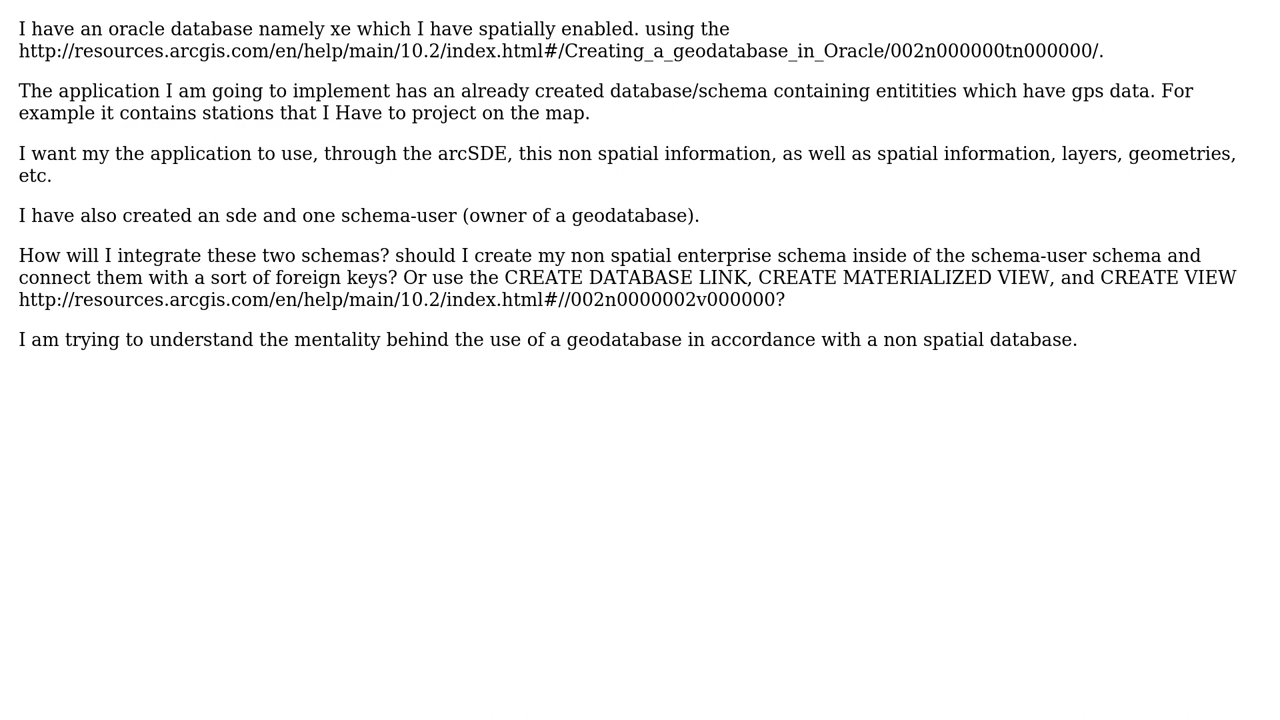 I have an oracle database namely xe which I have spatially enabled. using the
http://resources.arcgis.com/en/help/main/10.2/index.html#/Creating_a_geodatabase_in_Oracle/002n000000tn000000/.
The application I am going to implement has an already created database/schema containing entitities which have gps data. For
example it contains stations that I Have to project on the map.
I want my the application to use, through the arcSDE, this non spatial information, as well as spatial information, layers, geometries,
etc.
I have also created an sde and one schema-user (owner of a geodatabase).
How will I integrate these two schemas? should I create my non spatial enterprise schema inside of the schema-user schema and
connect them with a sort of foreign keys? Or use the CREATE DATABASE LINK, CREATE MATERIALIZED VIEW, and CREATE VIEW
http://resources.arcgis.com/en/help/main/10.2/index.html#//002n0000002v000000?
I am trying to understand the mentality behind the use of a geodatabase in accordance with a non spatial database.